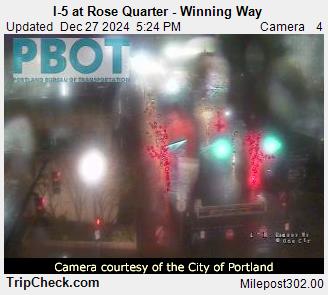 I-5 at Rose Quarter - Winning Way
Updated Dec 27 2024 5:24 PM Camera 4
PBOT
PORTLAND BUREAU OF TRANSPORTATION
Camera courtesy of the City of Portland
TripCheck.com Milepost302.00